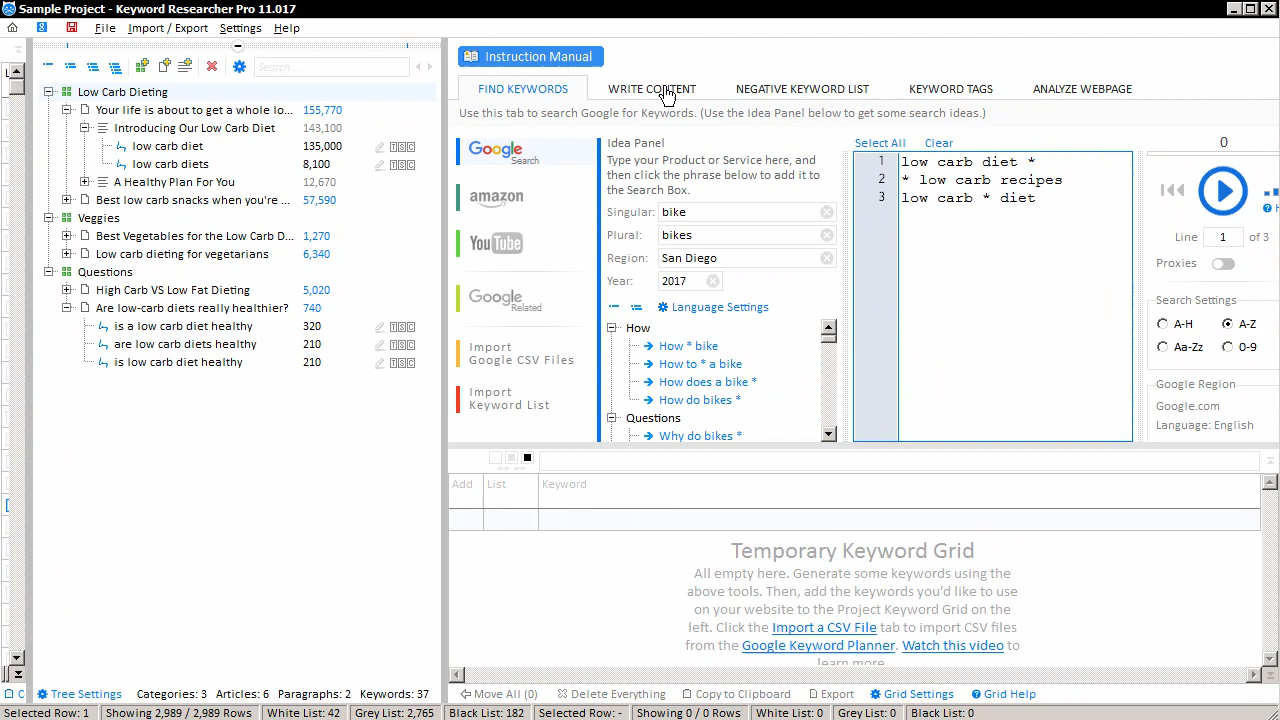 Sample Project - Keyword Researcher Pro 11.017
File Import / Export Settings Help
Search...
Low Carb Dieting
Your life is about to get a whole lo... 155,770
Introducing Our Low Carb Diet 143,100
low carb diet 135,000 T S C
low carb diets 8,100 T S C
A Healthy Plan For You 12,670
Best low carb snacks when you're ... 57,590
Veggies
Best Vegetables for the Low Carb D... 1,270
Low carb dieting for vegetarians 6,340
Questions
High Carb VS Low Fat Dieting 5,020
Are low-carb diets really healthier? 740
is a low carb diet healthy 320 T S C
are low carb diets healthy 210 T S C
is low carb diet healthy 210 T S C
Tree Settings Categories: 3 Articles: 6 Paragraphs: 2 Keywords: 37
Instruction Manual
FIND KEYWORDS WRITE CONTENT NEGATIVE KEYWORD LIST KEYWORD TAGS ANALYZE WEBPAGE
Use this tab to search Google for Keywords. (Use the Idea Panel below to get some search ideas.)
Google Search
amazon
YouTube
Google Related
Import
Google CSV Files
Import
Keyword List
Idea Panel
Type your Product or Service here, and
then click the phrase below to add it to
the Search Box.
Singular: bike
Plural: bikes
Region: San Diego
Year: 2017
Language Settings
How
How * bike
How to * a bike
How does a bike *
How do bikes *
Questions
Why do bikes *
Select All Clear
1 low carb diet *
2 * low carb recipes
3 low carb * diet
0
Line 1 of 3
Proxies
Search Settings
A-H A-Z
Aa-Zz 0-9
Google Region
Google.com
Language: English
Add List Keyword
Temporary Keyword Grid
All empty here. Generate some keywords using the
above tools. Then, add the keywords you'd like to use
on your website to the Project Keyword Grid on the
left. Click the Import a CSV File tab to import CSV files
from the Google Keyword Planner. Watch this video to
learn more
Move All (0) Delete Everything Copy to Clipboard Export Grid Settings Grid Help
Selected Row: 1 Showing 2,989 / 2,989 Rows White List: 42 Grey List: 2,765 Black List: 182 Selected Row: - Showing 0 / 0 Rows White List: 0 Grey List: 0 Black List: 0